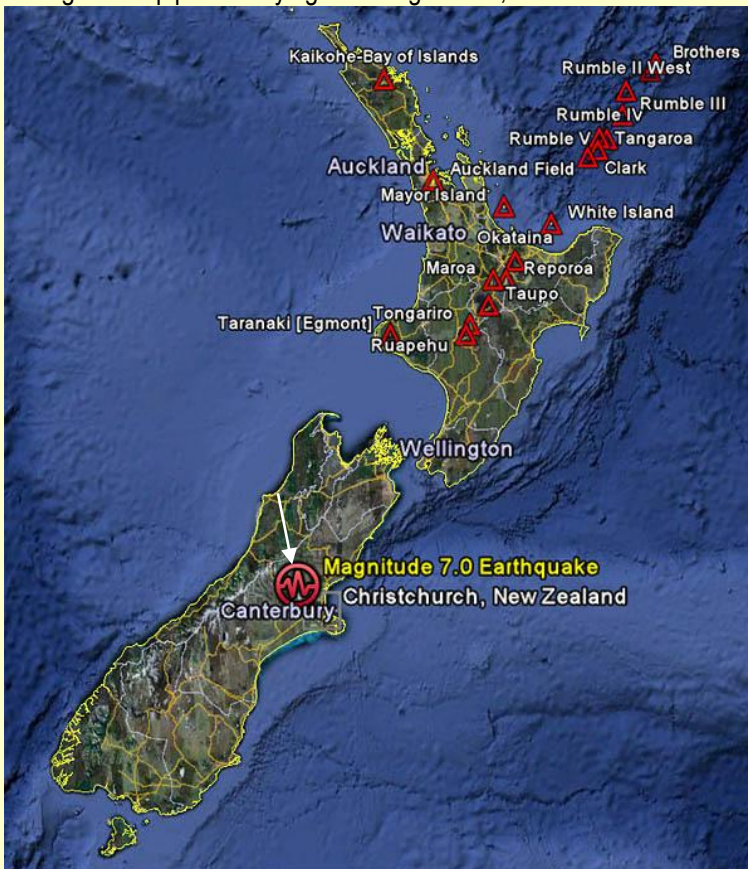 Kaikohe-Bay of Islands
Brothers
Rumble II West
Rumble III
Rumble IV
Rumble V
Tangaroa
Clark
Auckland
Auckland Field
Mayor Island
White Island
Waikato
Okataina
Maroa
Reporoa
Taupo
Tongariro
Taranaki [Egmont]
Ruapehu
Wellington
Magnitude 7.0 Earthquake
Christchurch, New Zealand
Canterbury